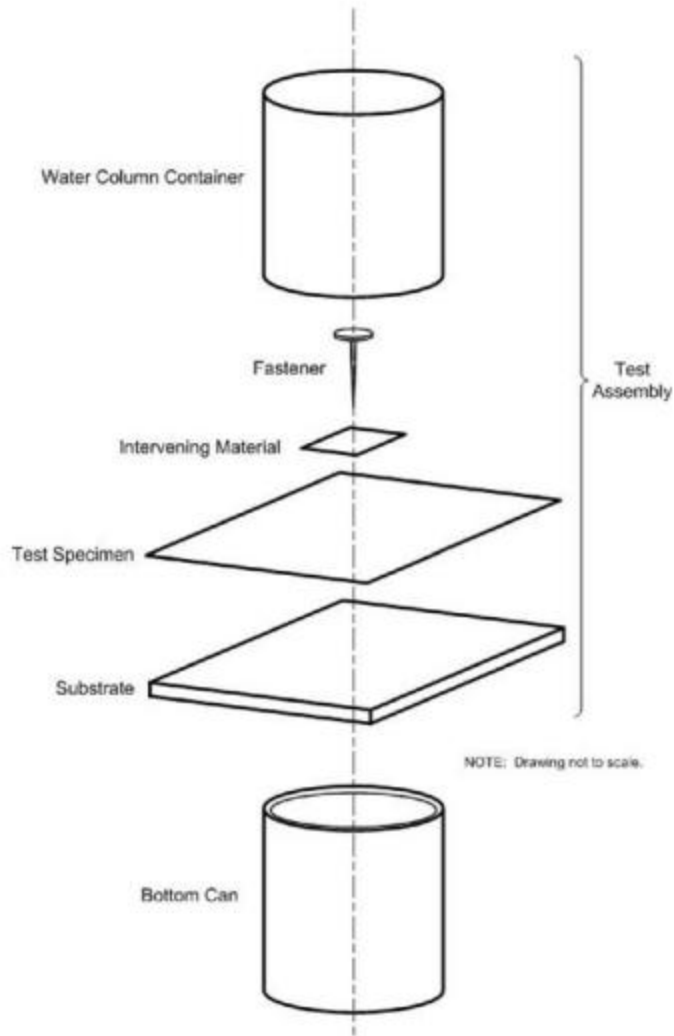 Water Column Container
Fastener
Test
Assembly
Intervening Material
Test Specimen
Substrate
NOTE: Drawing not to scale.
Bottom Can